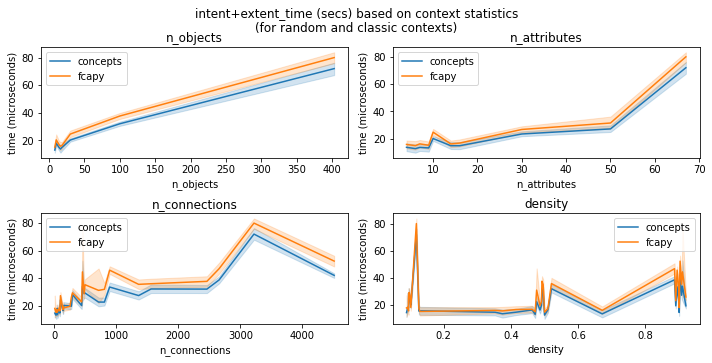 intent+extent_time (secs) based on context statistics
(for random and classic contexts)
n_objects
time (microseconds)
80
60
40
20
concepts
fcapy
0 50 100 150 200 250 300 350 400
n_objects
n_attributes
time (microseconds)
80
60
40
20
concepts
fcapy
10 20 30 40 50 60 70
n_attributes
n_connections
time (microseconds)
80
60
40
20
concepts
fcapy
0 1000 2000 3000 4000
n_connections
density
time (microseconds)
80
60
40
20
concepts
fcapy
0.2 0.4 0.6 0.8
density